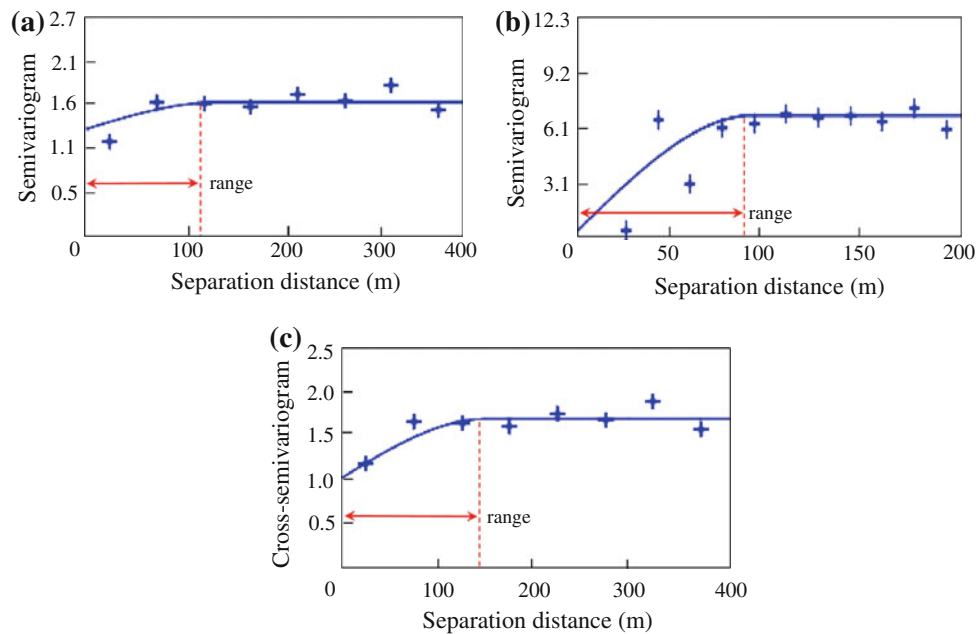 (a)
2.7
2.1
1.6
1.1
0.5
Semivariogram
range
0 100 200 300 400
Separation distance (m)
(b)
12.3
9.2
6.1
3.1
Semivariogram
range
0 50 100 150 200
Separation distance (m)
(c)
2.5
2.0
1.5
1.0
0.5
Cross-semivariogram
range
0 100 200 300 400
Separation distance (m)